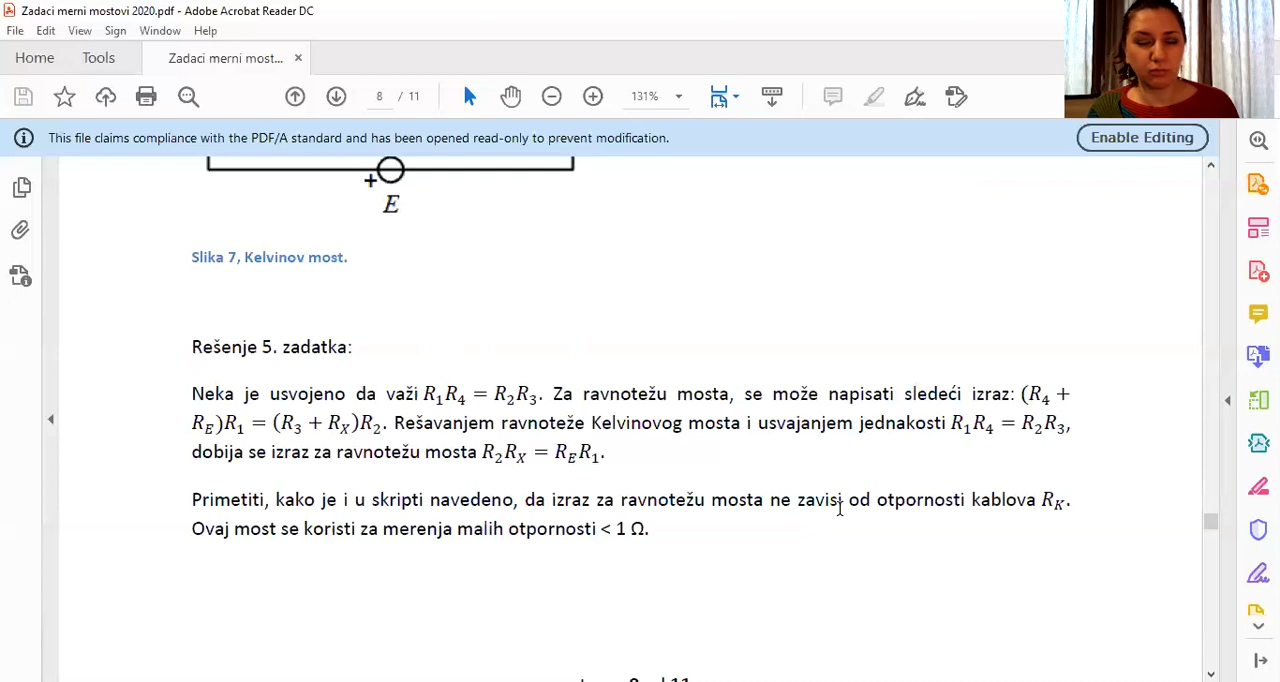 Zadaci merni mostovi 2020.pdf - Adobe Acrobat Reader DC
File Edit View Sign Window Help
Home Tools Zadaci merni most... ×
8 / 11 131%
This file claims compliance with the PDF/A standard and has been opened read-only to prevent modification. Enable Editing
+
E
Slika 7, Kelvinov most.
Rešenje 5. zadatka:
Neka je usvojeno da važi R₁R₄ = R₂R₃. Za ravnotežu mosta, se može napisati sledeći izraz: (R₄ +
R_E)R₁ = (R₃ + R_X)R₂. Rešavanjem ravnoteže Kelvinovog mosta i usvajanjem jednakosti R₁R₄ = R₂R₃,
dobija se izraz za ravnotežu mosta R₂R_X = R_ER₁.
Primetiti, kako je i u skripti navedeno, da izraz za ravnotežu mosta ne zavisi od otpornosti kablova R_K.
Ovaj most se koristi za merenja malih otpornosti < 1 Ω.